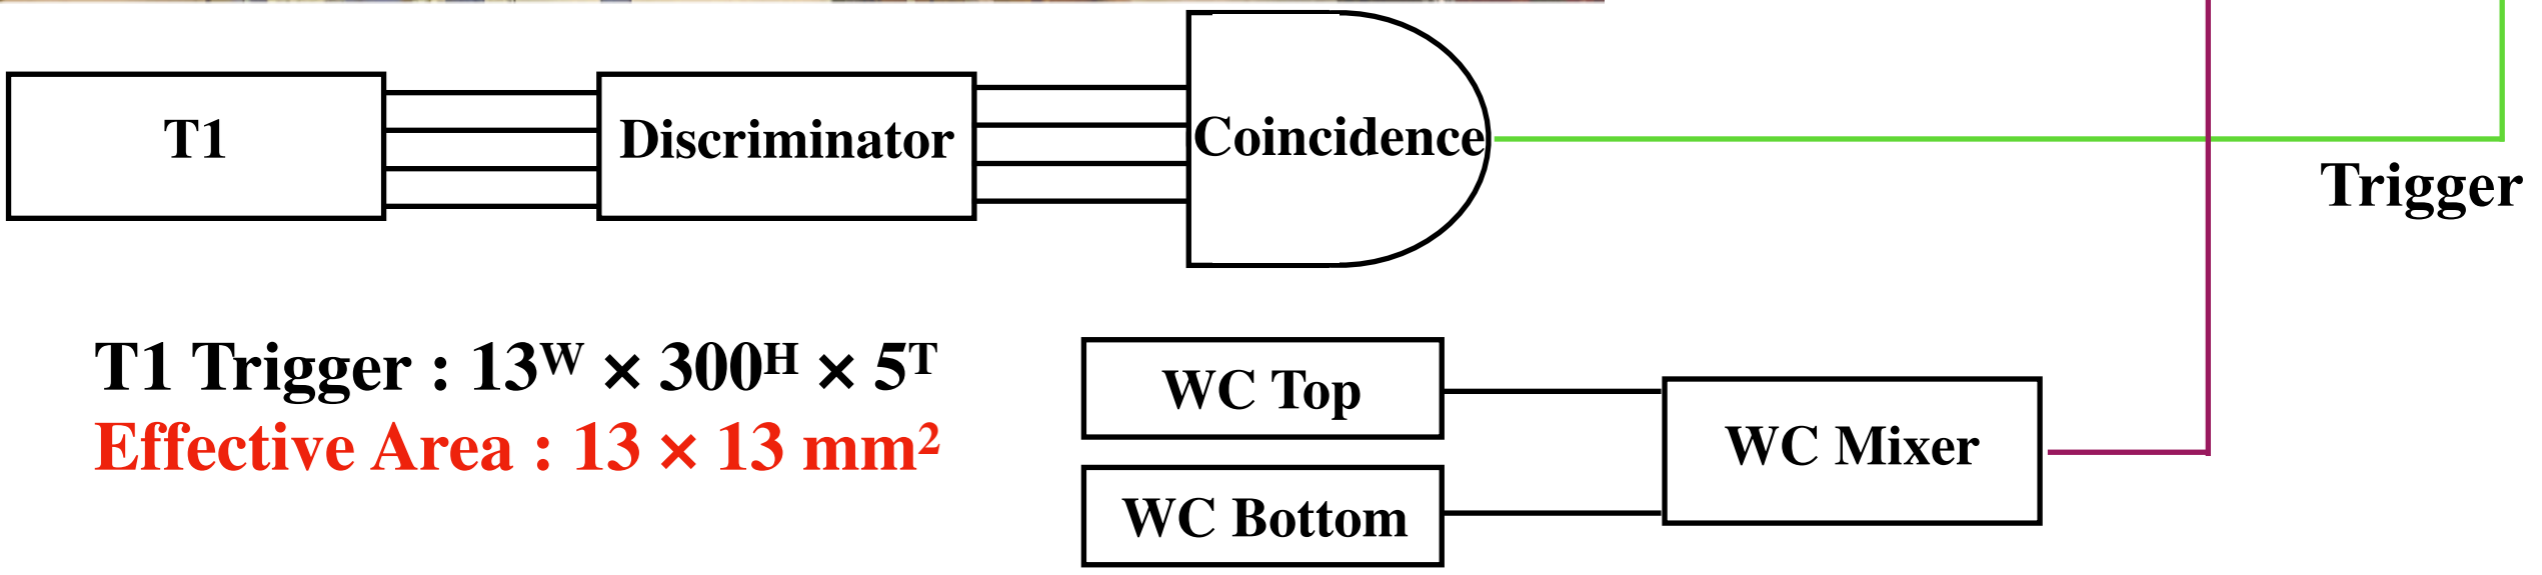 T1
Discriminator
Coincidence
Trigger
T1 Trigger : 13ᵂ × 300ᴴ × 5ᵀ
Effective Area : 13 × 13 mm²
WC Top
WC Mixer
WC Bottom